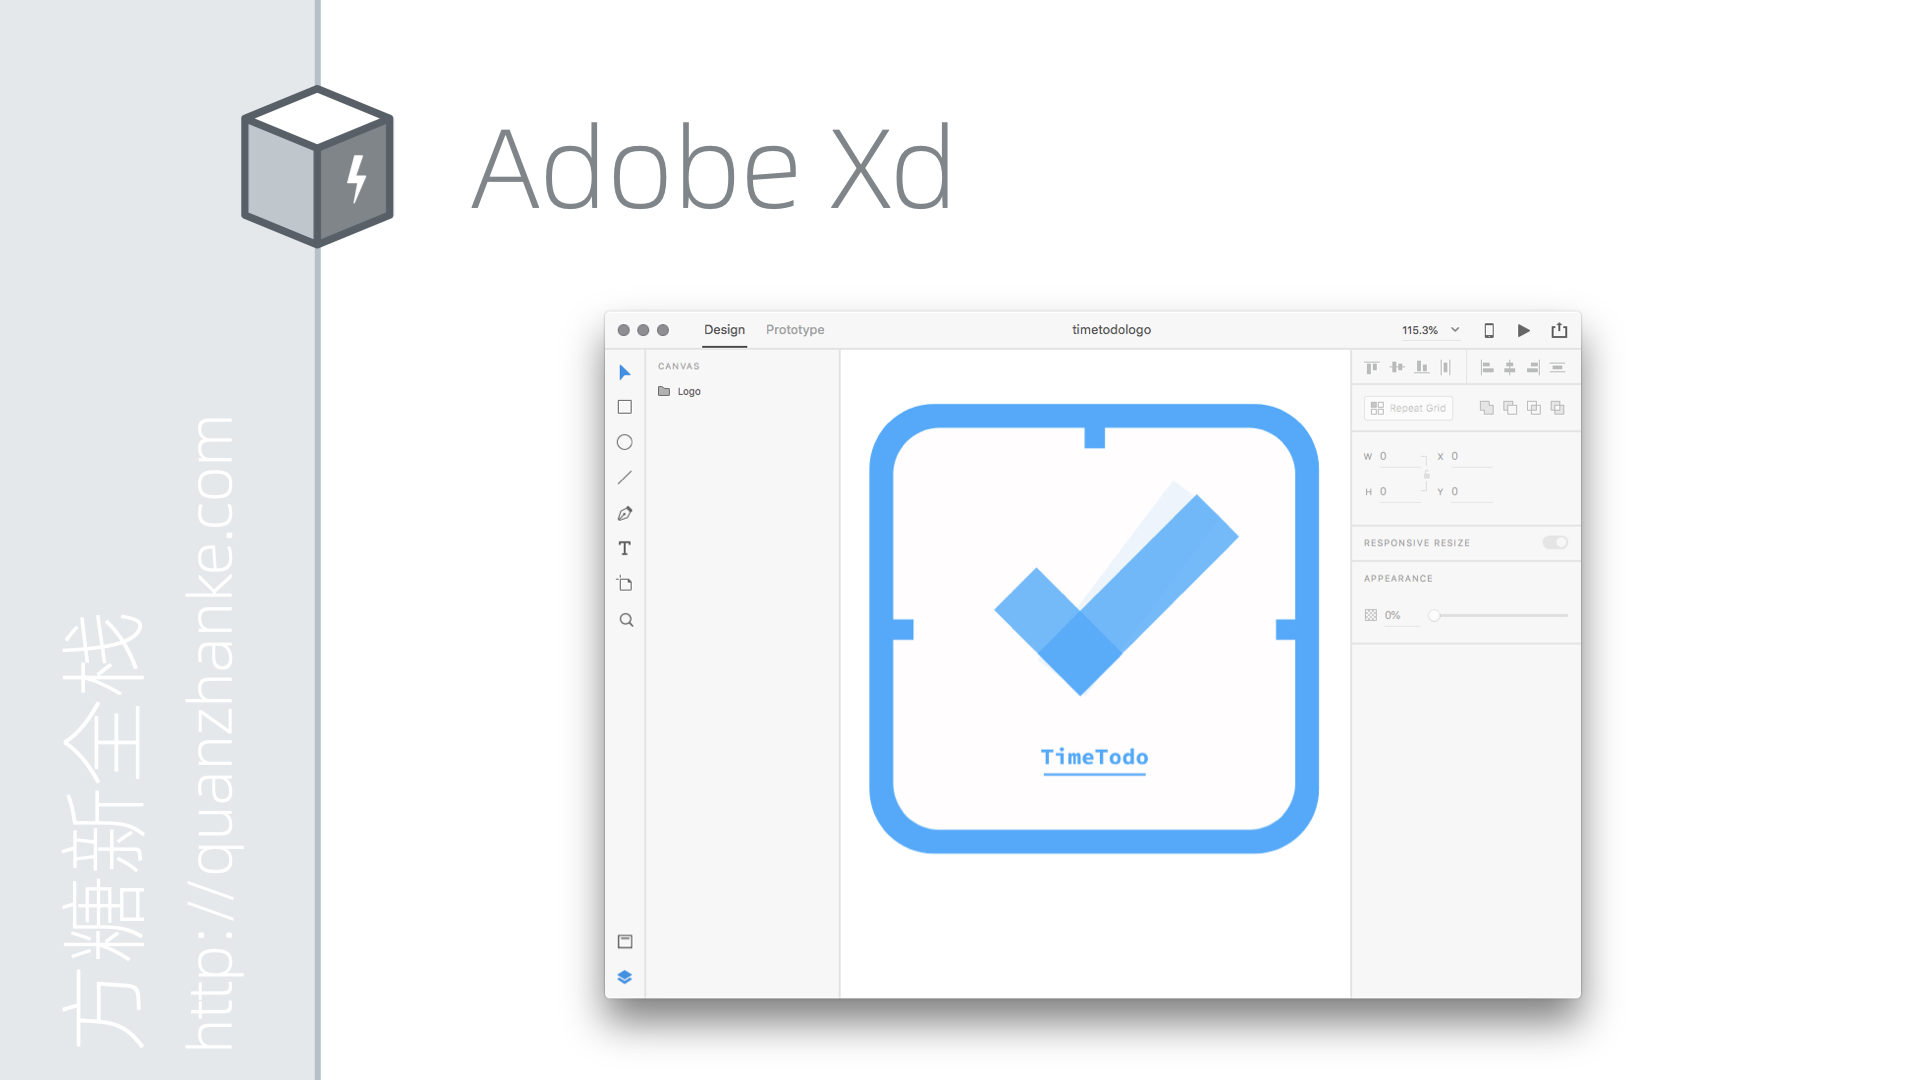 方糖新全栈
http://quanzhanke.com
Adobe Xd
Design Prototype timetodologo 115.3%
CANVAS
Logo
Repeat Grid
W 0 X 0
H 0 Y 0
RESPONSIVE RESIZE
APPEARANCE
0%
TimeTodo